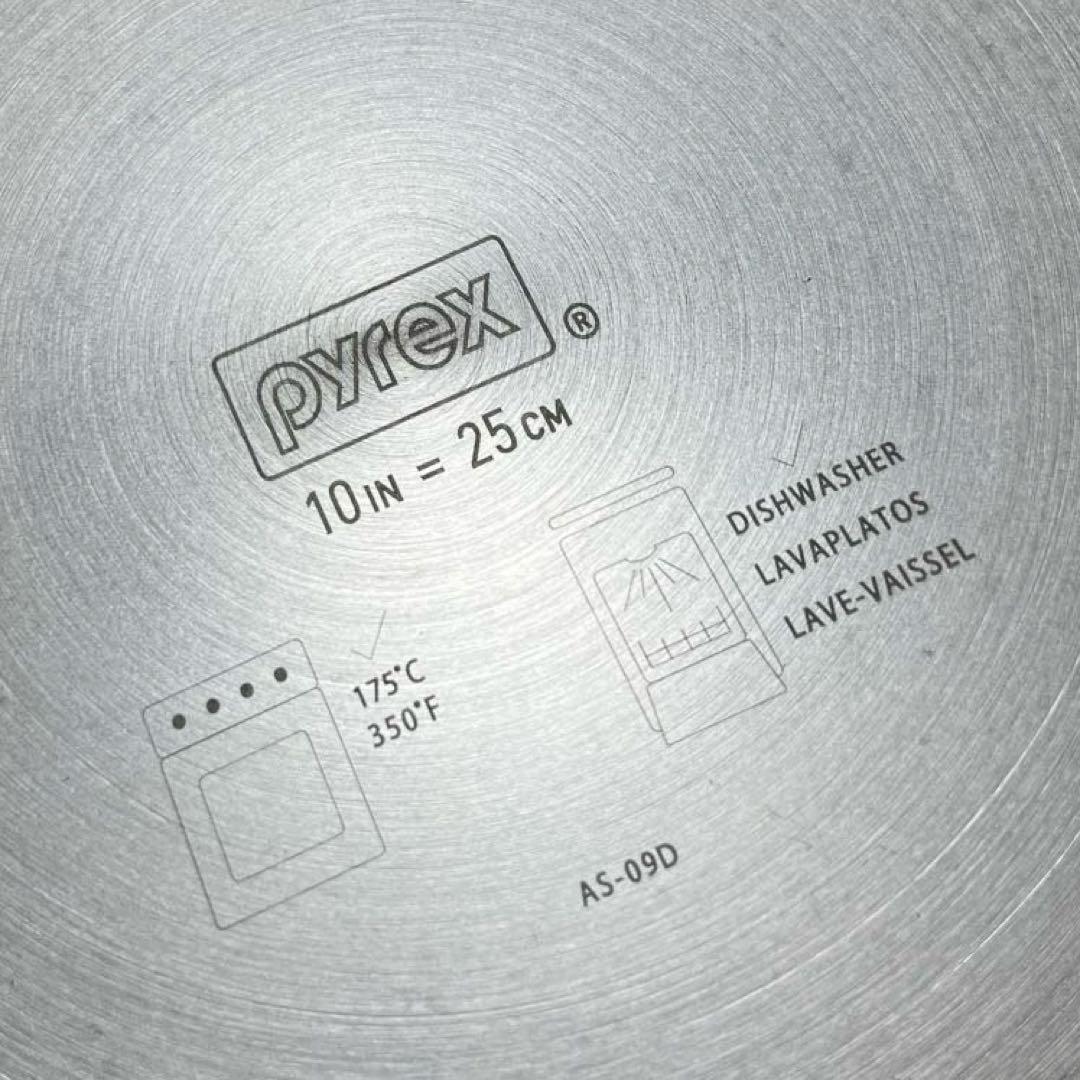 pyrex®
10 IN = 25 CM
DISHWASHER
LAVAPLATOS
LAVE-VAISSEL
175°C
350°F
AS-09D